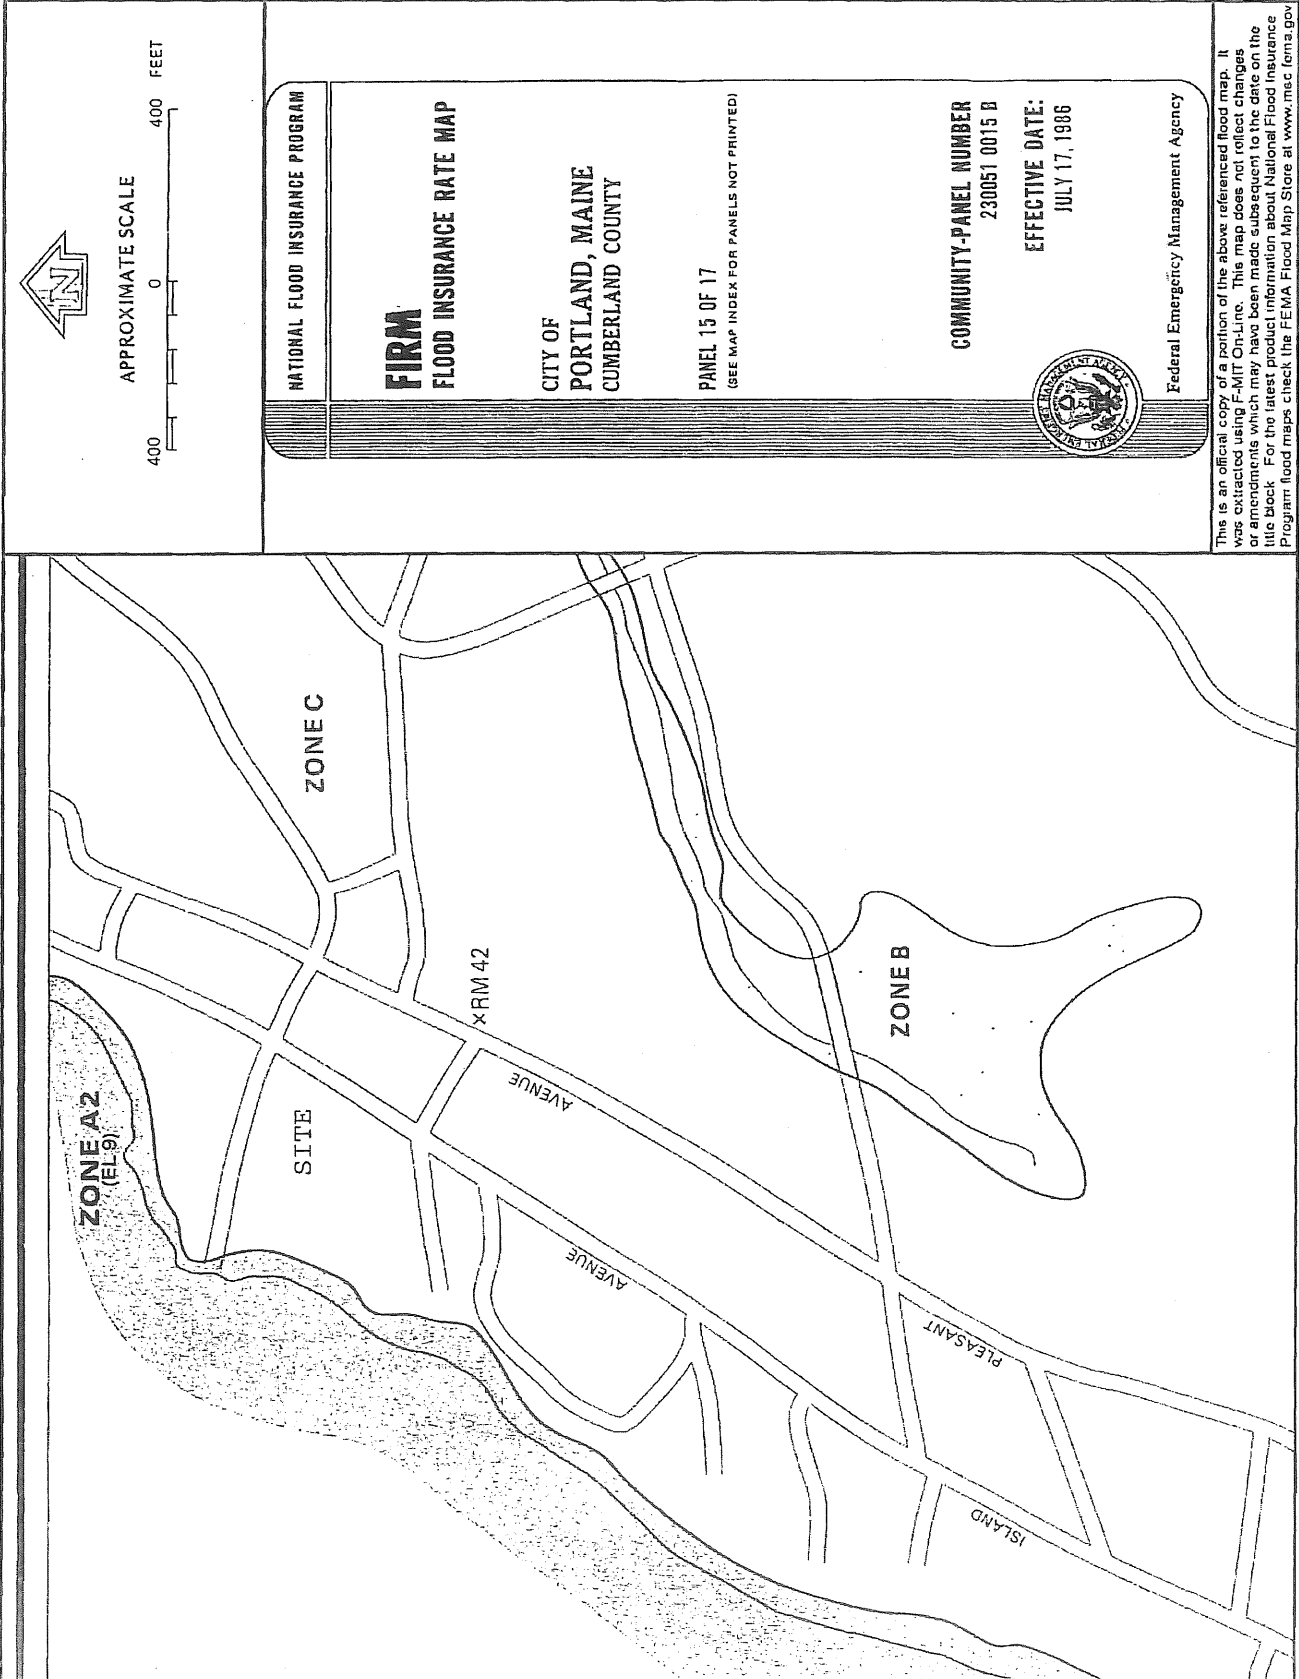 N
APPROXIMATE SCALE
400 0 400 FEET
NATIONAL FLOOD INSURANCE PROGRAM
FIRM
FLOOD INSURANCE RATE MAP
CITY OF
PORTLAND, MAINE
CUMBERLAND COUNTY
PANEL 15 OF 17
(SEE MAP INDEX FOR PANELS NOT PRINTED)
COMMUNITY-PANEL NUMBER
230051 0015 B
EFFECTIVE DATE:
JULY 17, 1986
FEDERAL EMERGENCY MANAGEMENT AGENCY
Federal Emergency Management Agency
This is an official copy of a portion of the above referenced flood map. It
was extracted using F-MIT On-Line. This map does not reflect changes
or amendments which may have been made subsequent to the date on the
title block. For the latest product information about National Flood Insurance
Program flood maps check the FEMA Flood Map Store at www.msc.fema.gov
ZONE A2
(EL 9)
ZONE C
SITE
×RM 42
AVENUE
AVENUE
ZONE B
PLEASANT
ISLAND